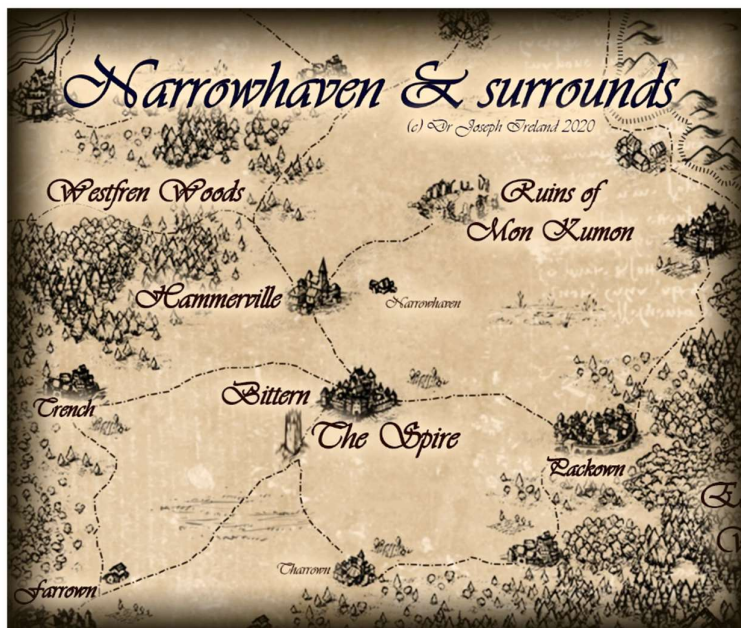 Narrowhaven & surrounds
(c) Dr Joseph Ireland 2020
Westfren Woods
Ruins of
Mon Kumon
Hammerville
Narrowhaven
Bittern
Trench
The Spire
Packown
Tharrown
Farrown